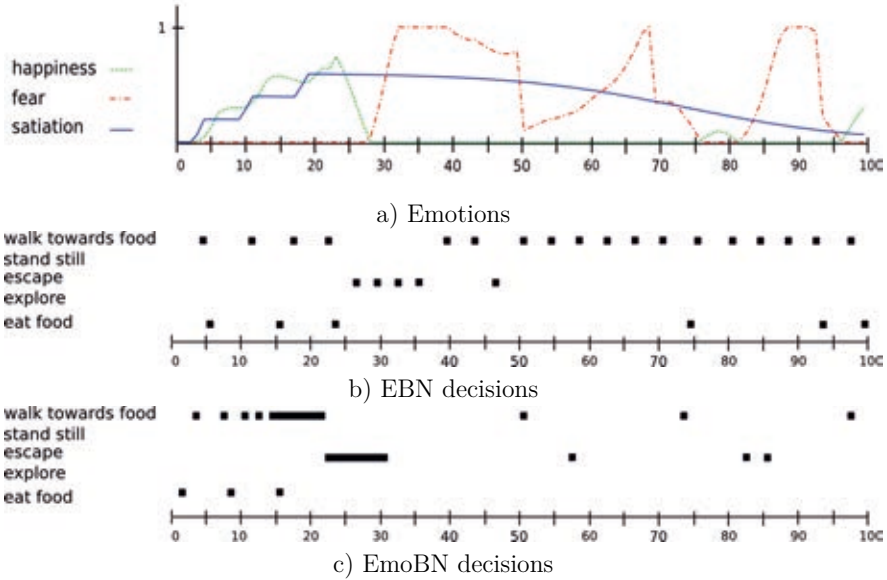 1
happiness
fear
satiation
0 10 20 30 40 50 60 70 80 90 100
a) Emotions
walk towards food
stand still
escape
explore
eat food
0 10 20 30 40 50 60 70 80 90 100
b) EBN decisions
walk towards food
stand still
escape
explore
eat food
0 10 20 30 40 50 60 70 80 90 100
c) EmoBN decisions